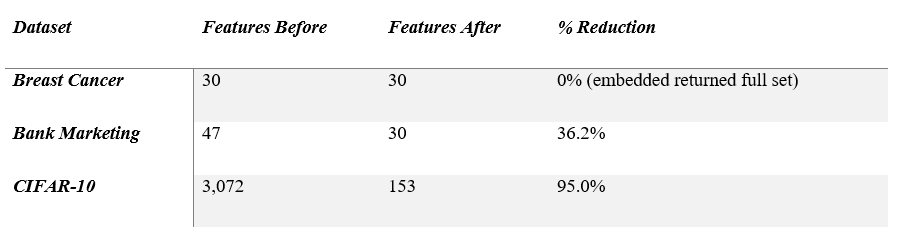 Dataset Features Before Features After % Reduction
Breast Cancer 30 30 0% (embedded returned full set)
Bank Marketing 47 30 36.2%
CIFAR-10 3,072 153 95.0%